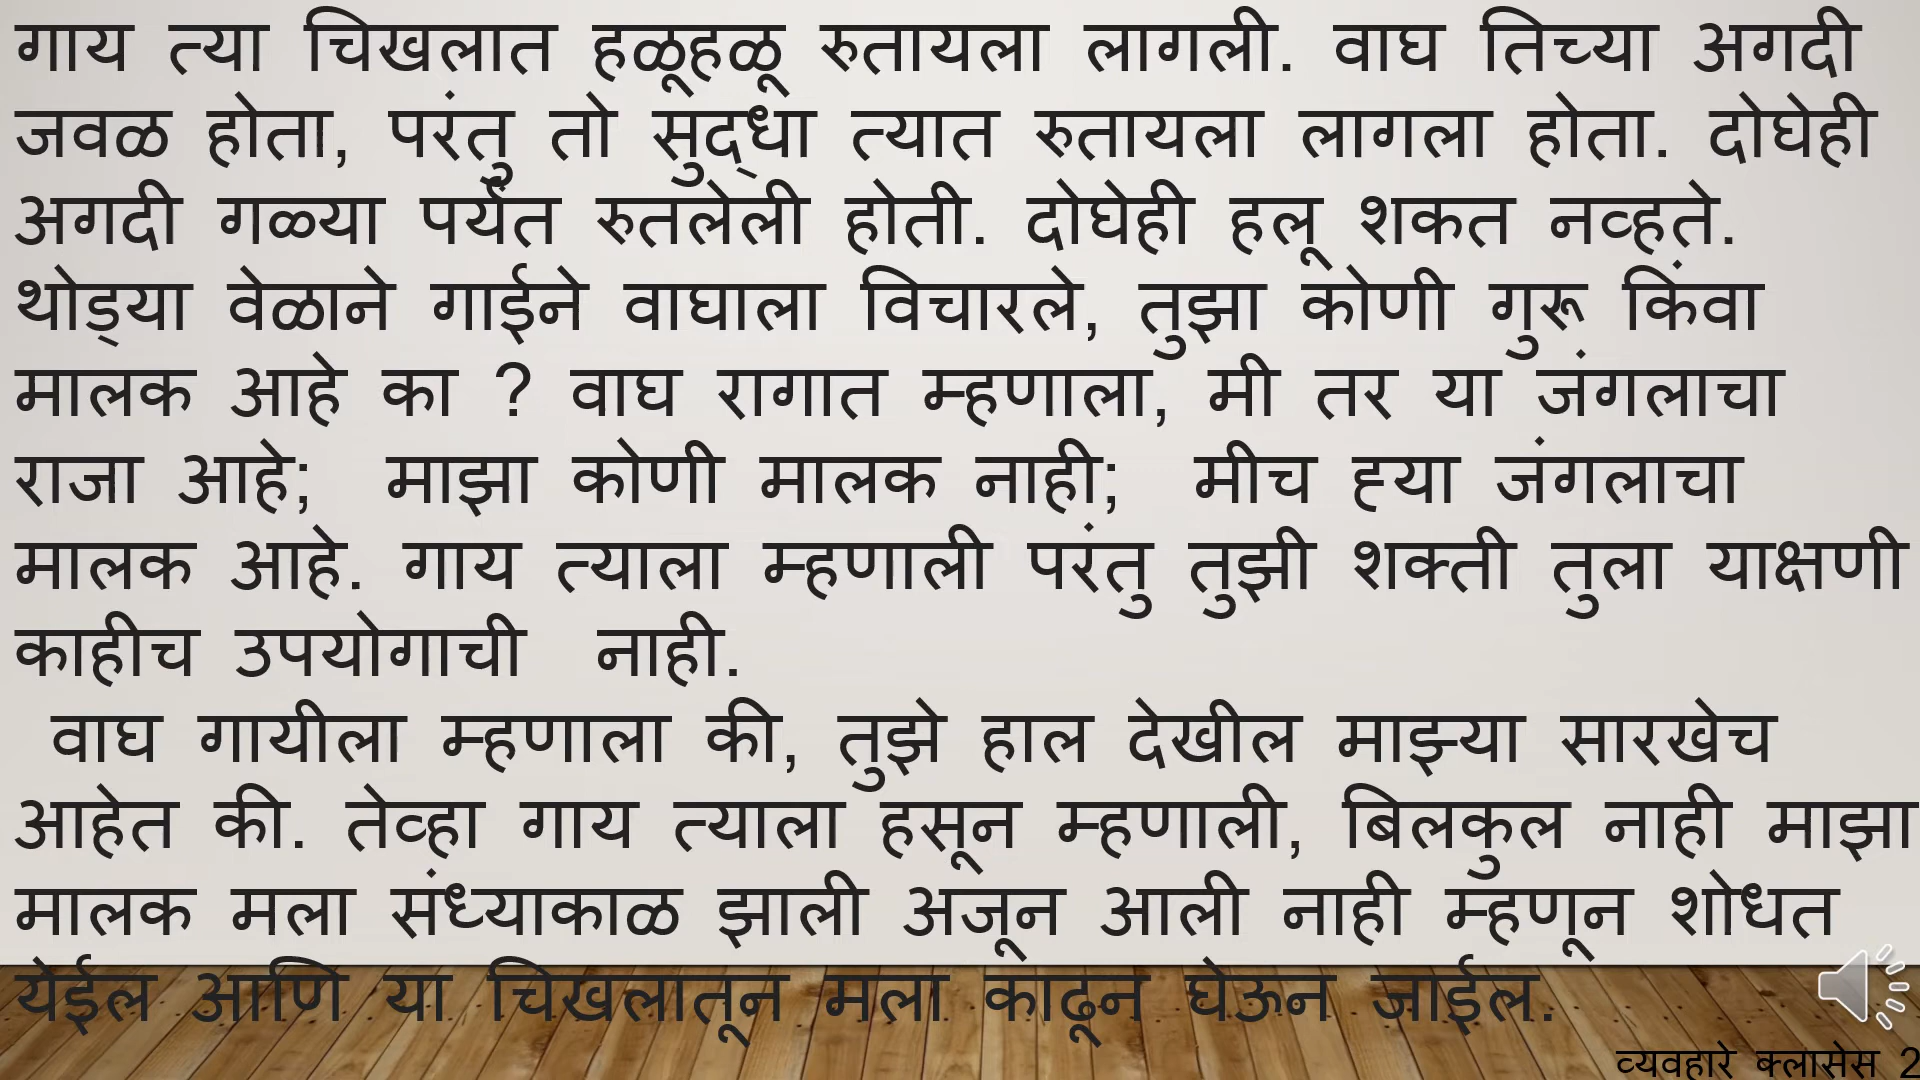 गाय त्या चिखलात हळूहळू रुतायला लागली. वाघ तिच्या अगदी
जवळ होता, परंतु तो सुद्‌धा त्यात रुतायला लागला होता. दोघेही
अगदी गळ्या पर्यंत रुतलेली होती. दोघेही हलू शकत नव्हते.
थोड्या वेळाने गाईने वाघाला विचारले, तुझा कोणी गुरू किंवा
मालक आहे का ? वाघ रागात म्हणाला, मी तर या जंगलाचा
राजा आहे; माझा कोणी मालक नाही; मीच ह्या जंगलाचा
मालक आहे. गाय त्याला म्हणाली परंतु तुझी शक्ती तुला याक्षणी
काहीच उपयोगाची नाही.
वाघ गायीला म्हणाला की, तुझे हाल देखील माझ्या सारखेच
आहेत की. तेव्हा गाय त्याला हसून म्हणाली, बिलकुल नाही माझा
मालक मला संध्याकाळ झाली अजून आली नाही म्हणून शोधत
येईल आणि या चिखलातून मला काढून घेऊन जाईल.
व्यवहारे क्लासेस 2